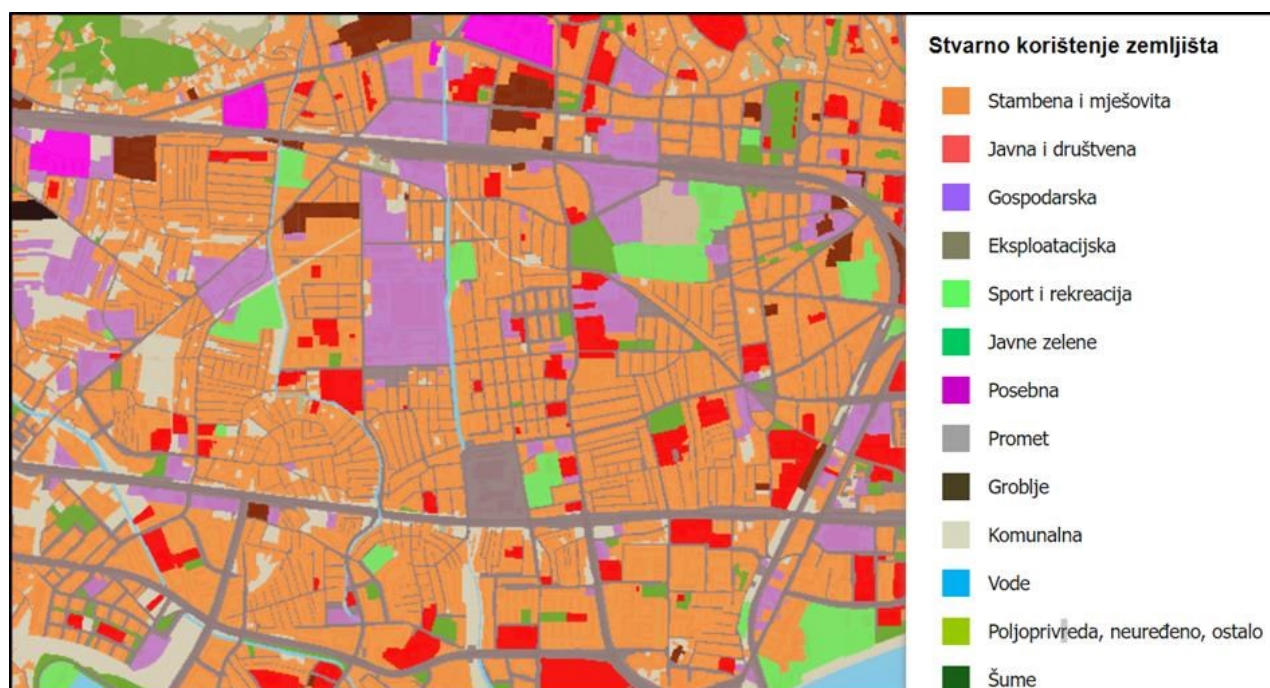 Stvarno korištenje zemljišta
Stambena i mješovita
Javna i društvena
Gospodarska
Eksploatacijska
Sport i rekreacija
Javne zelene
Posebna
Promet
Groblje
Komunalna
Vode
Poljoprivreda, neuređeno, ostalo
Šume